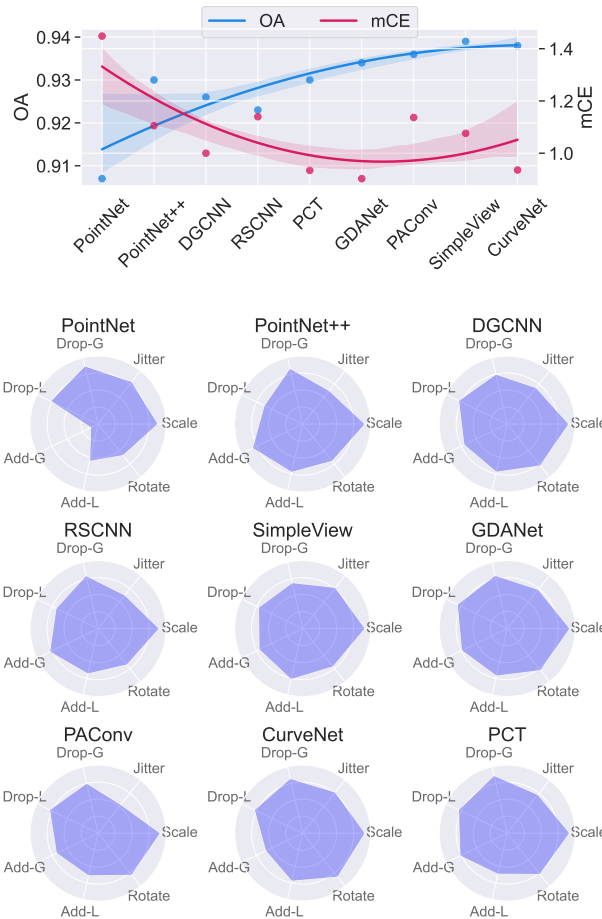 OA mCE
0.94
0.93
0.92
0.91
OA
1.4
1.2
1.0
mCE
PointNet
PointNet++
DGCNN
RSCNN
PCT
GDANet
PAConv
SimpleView
CurveNet
PointNet
Drop-G
Jitter
Drop-L
Scale
Add-G
Rotate
Add-L
PointNet++
Drop-G
Jitter
Drop-L
Scale
Add-G
Rotate
Add-L
DGCNN
Drop-G
Jitter
Drop-L
Scale
Add-G
Rotate
Add-L
RSCNN
Drop-G
Jitter
Drop-L
Scale
Add-G
Rotate
Add-L
SimpleView
Drop-G
Jitter
Drop-L
Scale
Add-G
Rotate
Add-L
GDANet
Drop-G
Jitter
Drop-L
Scale
Add-G
Rotate
Add-L
PAConv
Drop-G
Jitter
Drop-L
Scale
Add-G
Rotate
Add-L
CurveNet
Drop-G
Jitter
Drop-L
Scale
Add-G
Rotate
Add-L
PCT
Drop-G
Jitter
Drop-L
Scale
Add-G
Rotate
Add-L